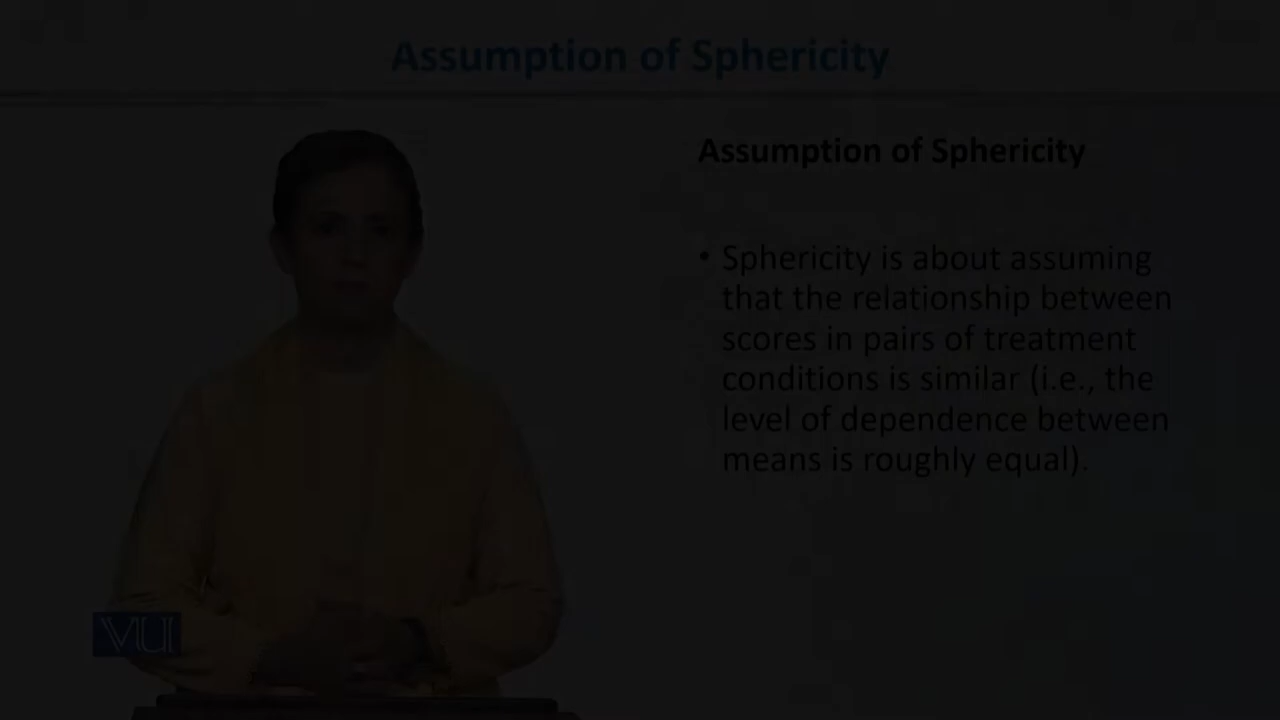 Assumption of Sphericity
Assumption of Sphericity
• Sphericity is about assuming
that the relationship between
scores in pairs of treatment
conditions is similar (i.e., the
level of dependence between
means is roughly equal).
VU